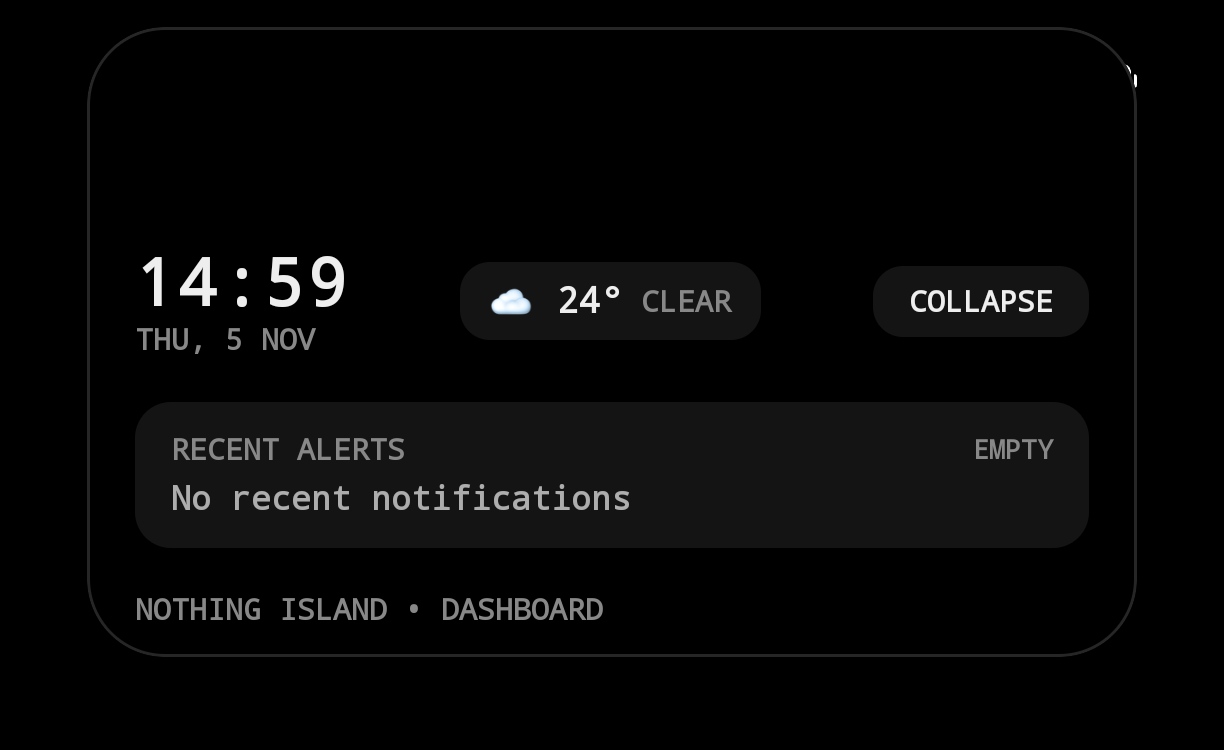 14:59
THU, 5 NOV
24° CLEAR
COLLAPSE
RECENT ALERTS
EMPTY
No recent notifications
NOTHING ISLAND • DASHBOARD